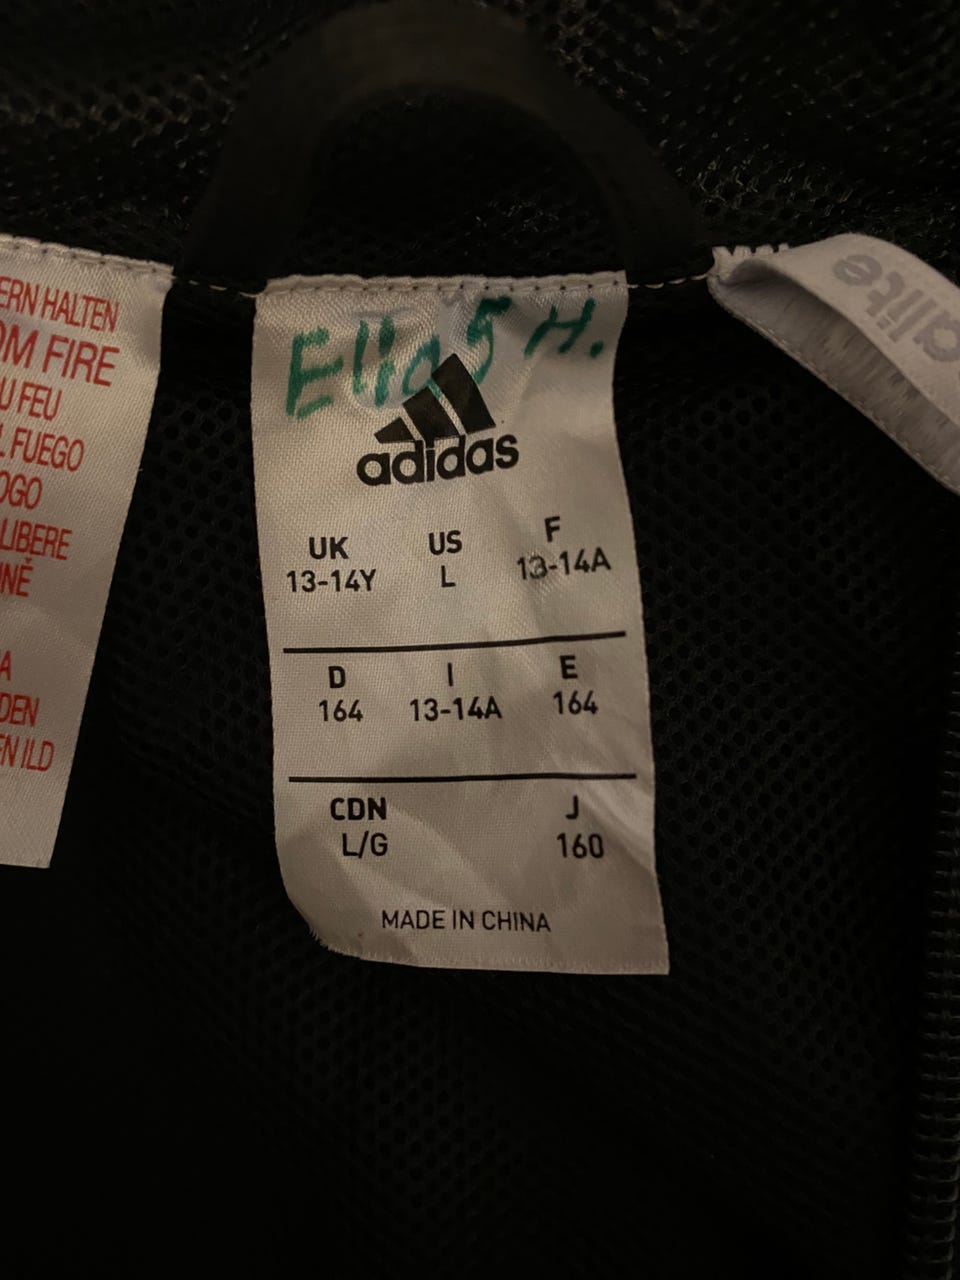 ERN HALTEN
OM FIRE
U FEU
L FUEGO
OGO
LIBERE
NĚ
A
DEN
EN ILD
Elias H.
adidas
UK US F
13-14Y L 13-14A
D I E
164 13-14A 164
CDN J
L/G 160
MADE IN CHINA
alite